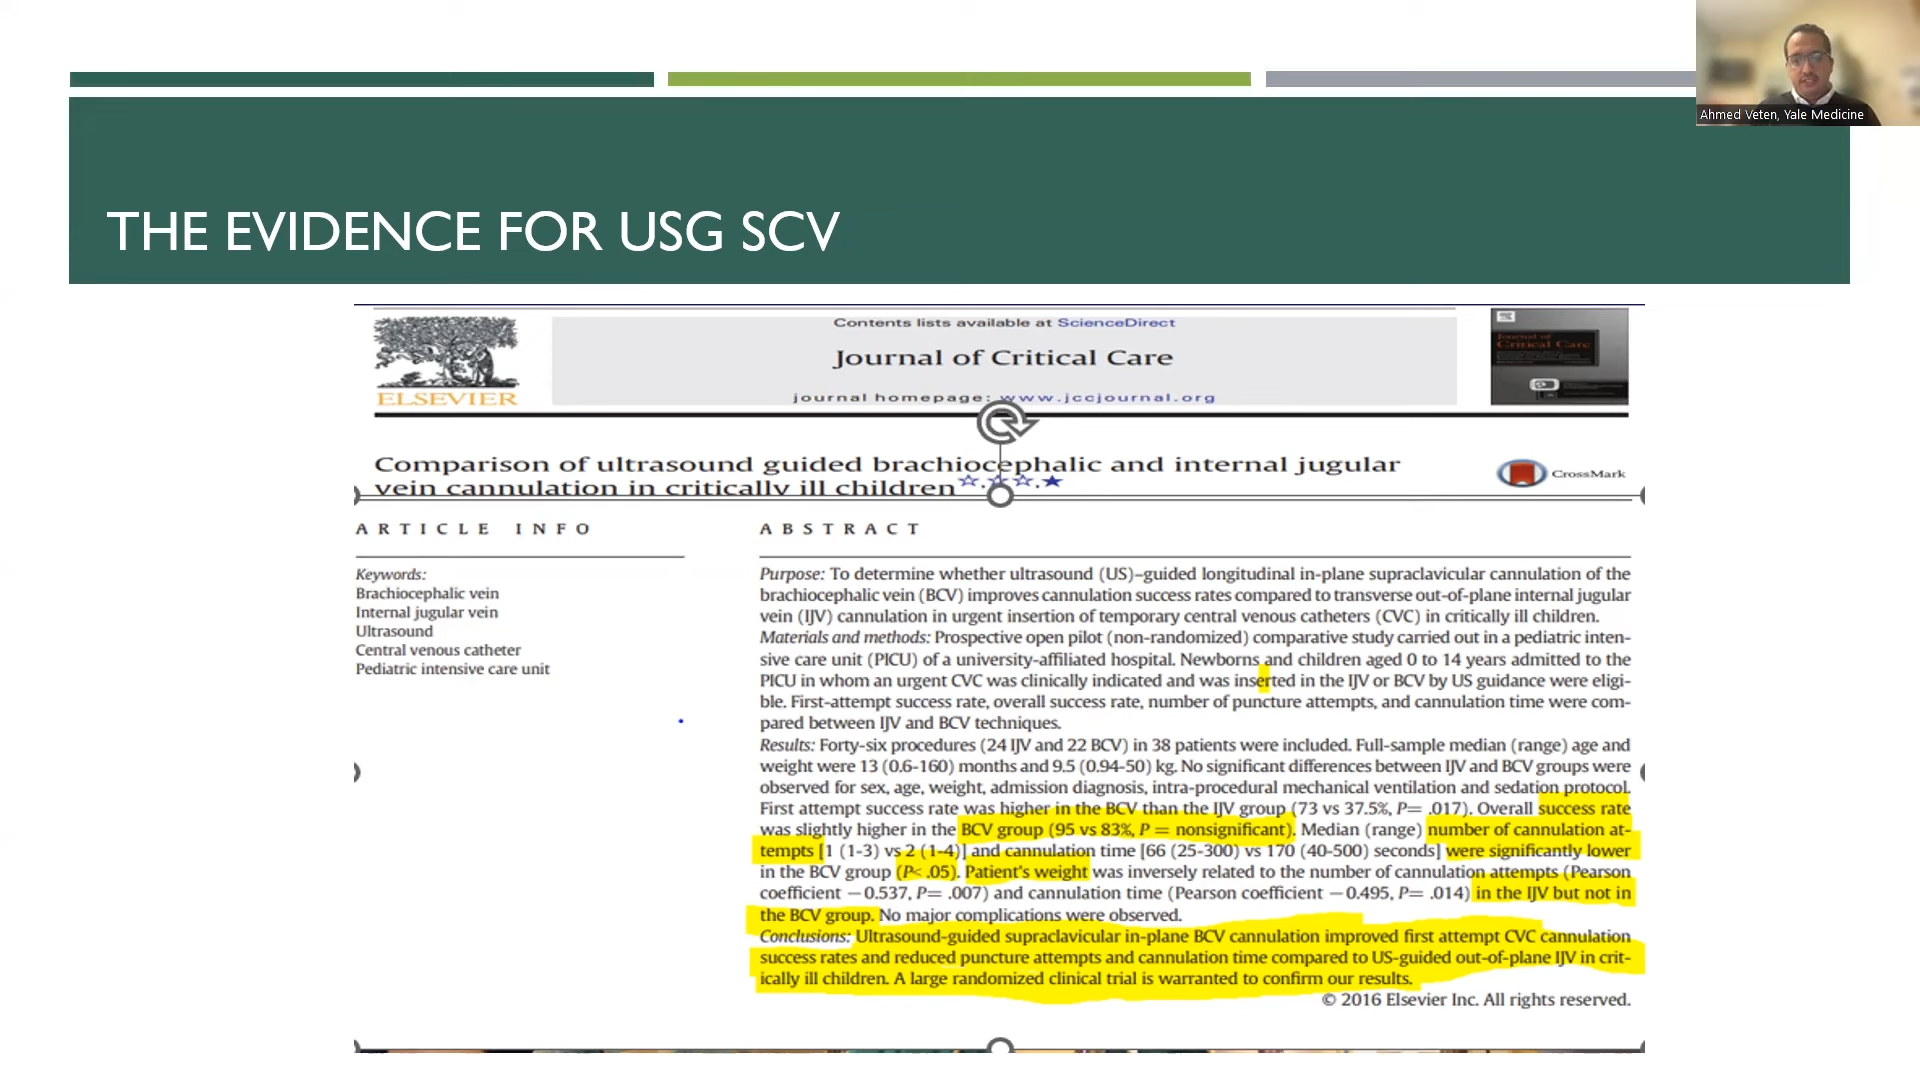 Ahmed Veten, Yale Medicine
THE EVIDENCE FOR USG SCV
Contents lists available at ScienceDirect
Journal of Critical Care
journal homepage: www.jccjournal.org
ELSEVIER
Journal of
Critical Care
Comparison of ultrasound guided brachiocephalic and internal jugular
vein cannulation in critically ill children☆,☆☆,★
CrossMark
ARTICLE INFO
Keywords:
Brachiocephalic vein
Internal jugular vein
Ultrasound
Central venous catheter
Pediatric intensive care unit
ABSTRACT
Purpose: To determine whether ultrasound (US)–guided longitudinal in-plane supraclavicular cannulation of the
brachiocephalic vein (BCV) improves cannulation success rates compared to transverse out-of-plane internal jugular
vein (IJV) cannulation in urgent insertion of temporary central venous catheters (CVC) in critically ill children.
Materials and methods: Prospective open pilot (non-randomized) comparative study carried out in a pediatric inten-
sive care unit (PICU) of a university-affiliated hospital. Newborns and children aged 0 to 14 years admitted to the
PICU in whom an urgent CVC was clinically indicated and was inserted in the IJV or BCV by US guidance were eligi-
ble. First-attempt success rate, overall success rate, number of puncture attempts, and cannulation time were com-
pared between IJV and BCV techniques.
Results: Forty-six procedures (24 IJV and 22 BCV) in 38 patients were included. Full-sample median (range) age and
weight were 13 (0.6-160) months and 9.5 (0.94-50) kg. No significant differences between IJV and BCV groups were
observed for sex, age, weight, admission diagnosis, intra-procedural mechanical ventilation and sedation protocol.
First attempt success rate was higher in the BCV than the IJV group (73 vs 37.5%, P= .017). Overall success rate
was slightly higher in the BCV group (95 vs 83%, P = nonsignificant). Median (range) number of cannulation at-
tempts [1 (1-3) vs 2 (1-4)] and cannulation time [66 (25-300) vs 170 (40-500) seconds] were significantly lower
in the BCV group (P< .05). Patient's weight was inversely related to the number of cannulation attempts (Pearson
coefficient −0.537, P= .007) and cannulation time (Pearson coefficient −0.495, P= .014) in the IJV but not in
the BCV group. No major complications were observed.
Conclusions: Ultrasound-guided supraclavicular in-plane BCV cannulation improved first attempt CVC cannulation
success rates and reduced puncture attempts and cannulation time compared to US-guided out-of-plane IJV in crit-
ically ill children. A large randomized clinical trial is warranted to confirm our results.
© 2016 Elsevier Inc. All rights reserved.